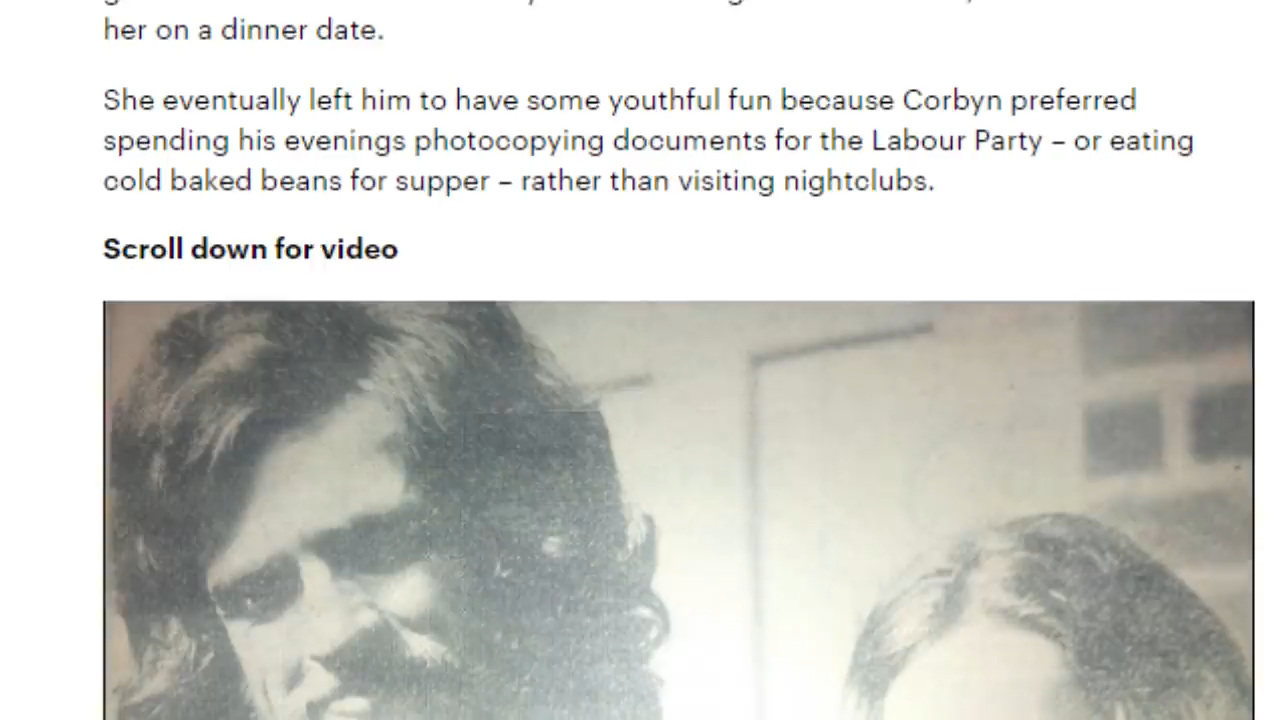 her on a dinner date.
She eventually left him to have some youthful fun because Corbyn preferred
spending his evenings photocopying documents for the Labour Party – or eating
cold baked beans for supper – rather than visiting nightclubs.
Scroll down for video